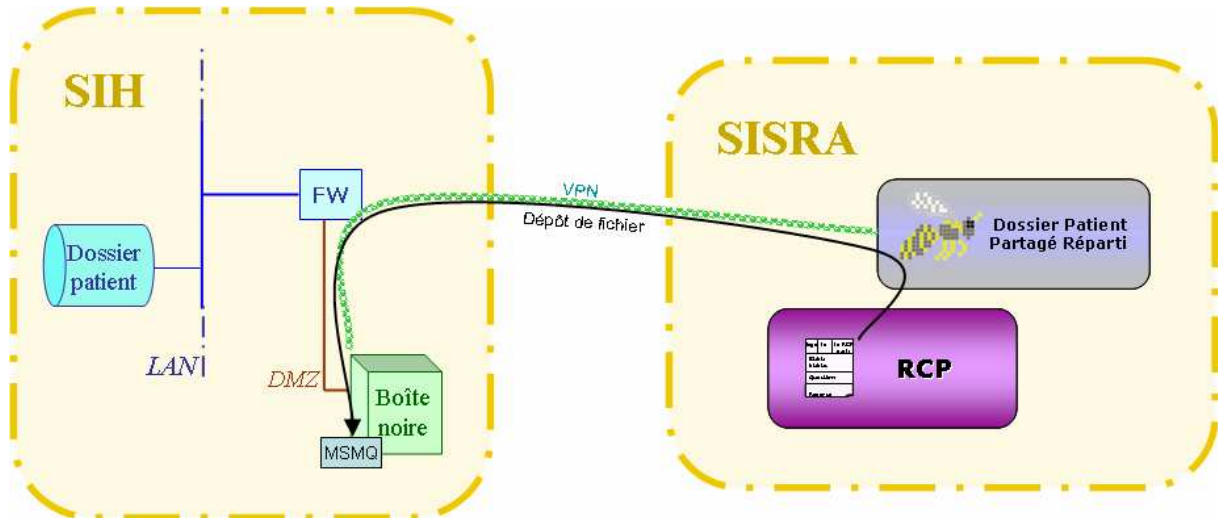 SIH
SISRA
FW
VPN
Dépôt de fichier
Dossier Patient
Partagé Réparti
Dossier
patient
LAN
DMZ
Boîte
noire
MSMQ
RCP
Question